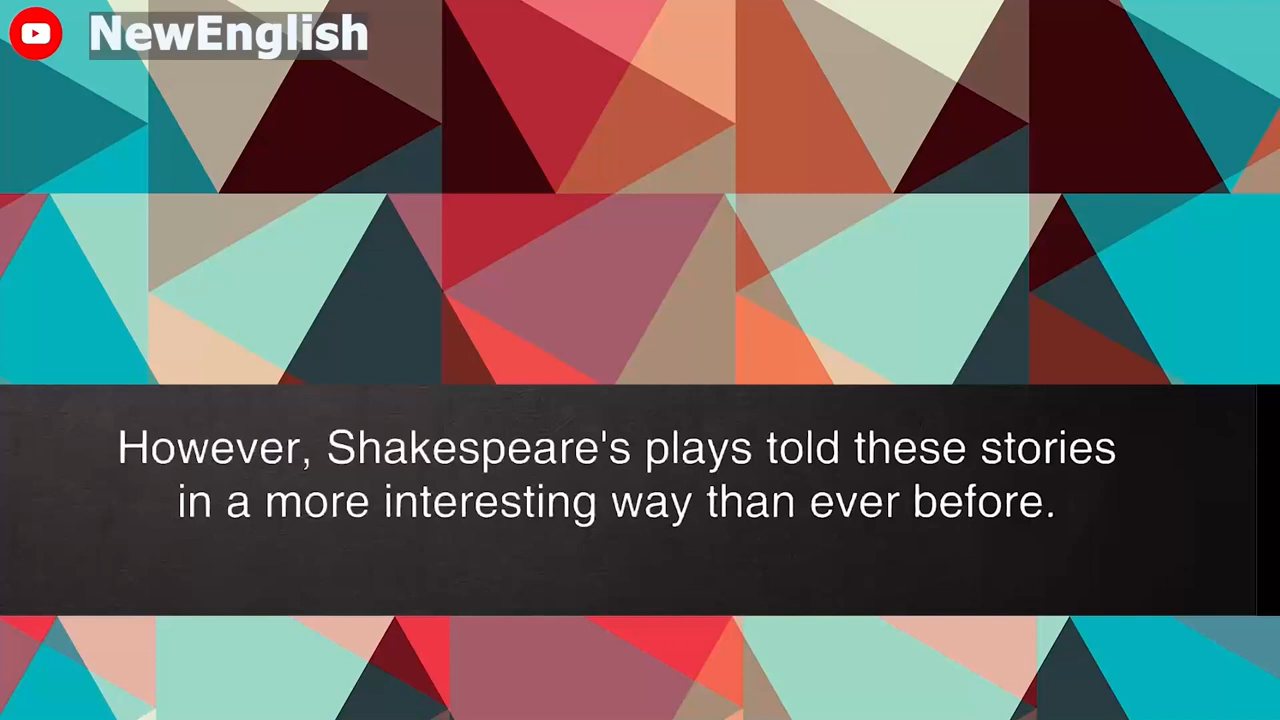 NewEnglish
However, Shakespeare's plays told these stories
in a more interesting way than ever before.